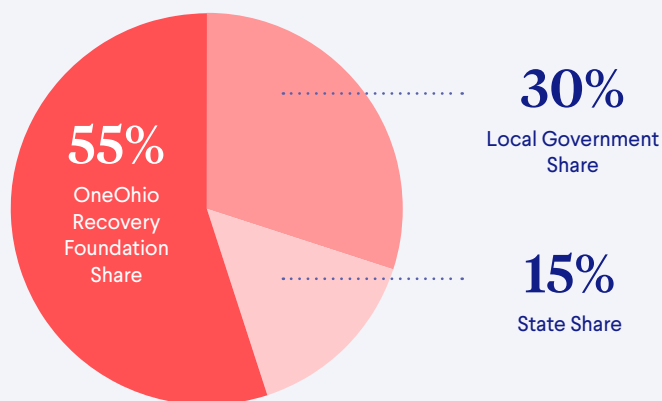 55%
OneOhio
Recovery
Foundation
Share
30%
Local Government
Share
15%
State Share